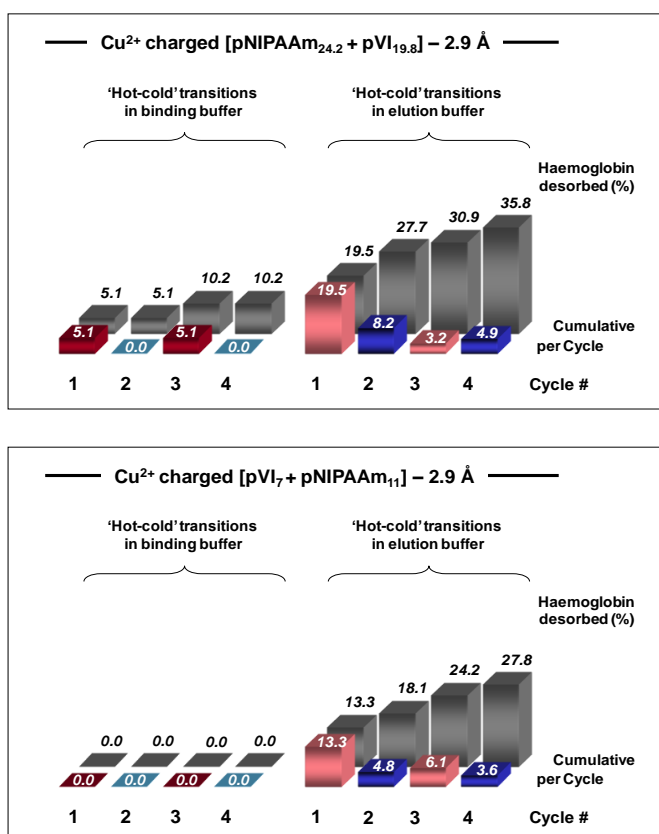 Cu²⁺ charged [pNIPAAm₂₄.₂ + pVI₁₉.₈] – 2.9 Å
‘Hot-cold’ transitions
in binding buffer
‘Hot-cold’ transitions
in elution buffer
Haemoglobin
desorbed (%)
5.1 5.1 10.2 10.2 19.5 27.7 30.9 35.8
5.1 0.0 5.1 0.0 19.5 8.2 3.2 4.9
Cumulative
per Cycle
1 2 3 4 1 2 3 4 Cycle #
Cu²⁺ charged [pVI₇ + pNIPAAm₁₁] – 2.9 Å
‘Hot-cold’ transitions
in binding buffer
‘Hot-cold’ transitions
in elution buffer
Haemoglobin
desorbed (%)
0.0 0.0 0.0 0.0 13.3 18.1 24.2 27.8
0.0 0.0 0.0 0.0 13.3 4.8 6.1 3.6
Cumulative
per Cycle
1 2 3 4 1 2 3 4 Cycle #